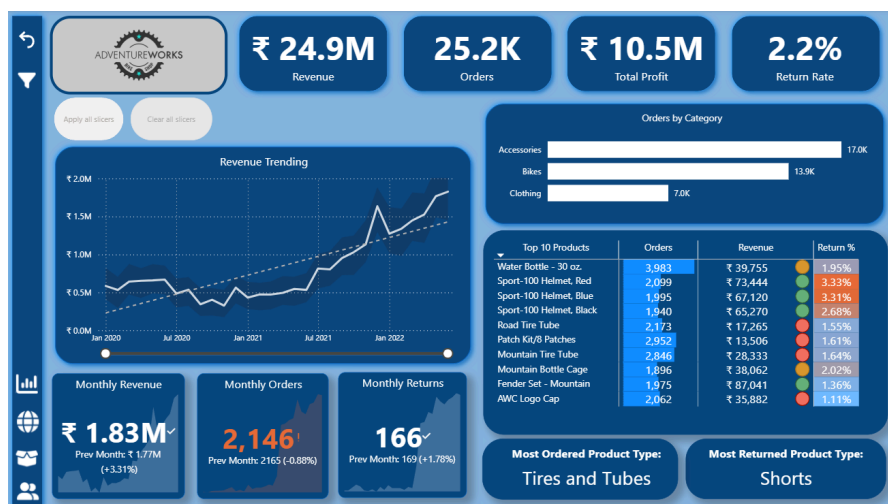 ADVENTUREWORKS
₹ 24.9M
Revenue
25.2K
Orders
₹ 10.5M
Total Profit
2.2%
Return Rate
Apply all slicers
Clear all slicers
Revenue Trending
₹ 2.0M
₹ 1.5M
₹ 1.0M
₹ 0.5M
₹ 0.0M
Jan 2020
Jul 2020
Jan 2021
Jul 2021
Jan 2022
Orders by Category
Accessories 17.0K
Bikes 13.9K
Clothing 7.0K
Top 10 Products Orders Revenue Return %
Water Bottle - 30 oz. 3,983 ₹ 39,755 1.95%
Sport-100 Helmet, Red 2,099 ₹ 73,444 3.33%
Sport-100 Helmet, Blue 1,995 ₹ 67,120 3.31%
Sport-100 Helmet, Black 1,940 ₹ 65,270 2.68%
Road Tire Tube 2,173 ₹ 17,265 1.55%
Patch Kit/8 Patches 2,952 ₹ 13,506 1.61%
Mountain Tire Tube 2,846 ₹ 28,333 1.64%
Mountain Bottle Cage 1,896 ₹ 38,062 2.02%
Fender Set - Mountain 1,975 ₹ 87,041 1.36%
AWC Logo Cap 2,062 ₹ 35,882 1.11%
Monthly Revenue
₹ 1.83M
Prev Month: ₹ 1.77M
(+3.31%)
Monthly Orders
2,146!
Prev Month: 2165 (-0.88%)
Monthly Returns
166
Prev Month: 169 (+1.78%)
Most Ordered Product Type:
Tires and Tubes
Most Returned Product Type:
Shorts